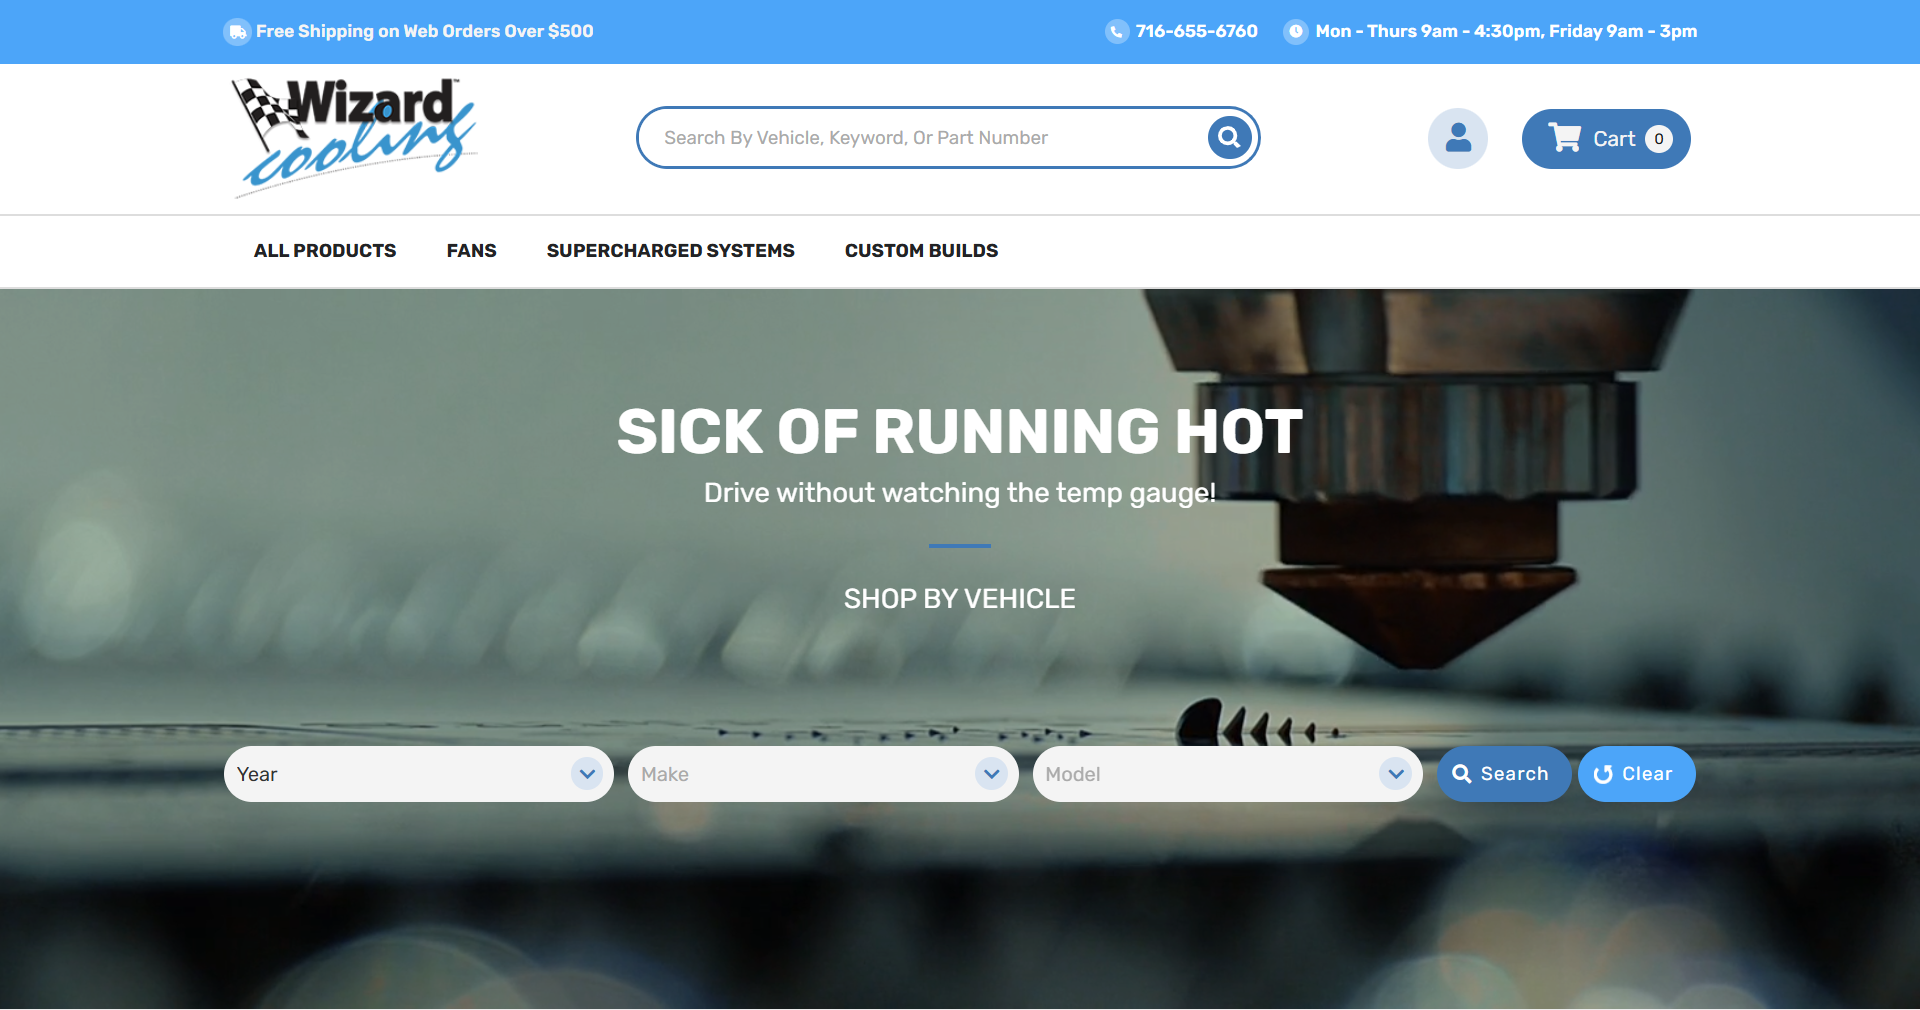 Free Shipping on Web Orders Over $500
716-655-6760
Mon - Thurs 9am - 4:30pm, Friday 9am - 3pm
Wizard™
cooling
Search By Vehicle, Keyword, Or Part Number
Cart 0
ALL PRODUCTS
FANS
SUPERCHARGED SYSTEMS
CUSTOM BUILDS
SICK OF RUNNING HOT
Drive without watching the temp gauge!
SHOP BY VEHICLE
Year
Make
Model
Search
Clear